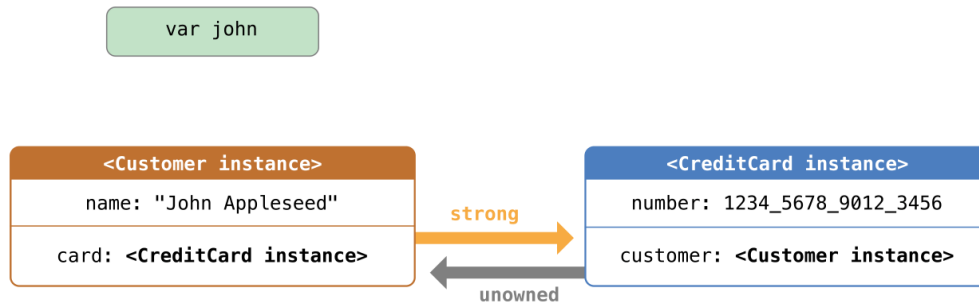 var john
<Customer instance>
name: "John Appleseed"
card: <CreditCard instance>
strong
unowned
<CreditCard instance>
number: 1234_5678_9012_3456
customer: <Customer instance>